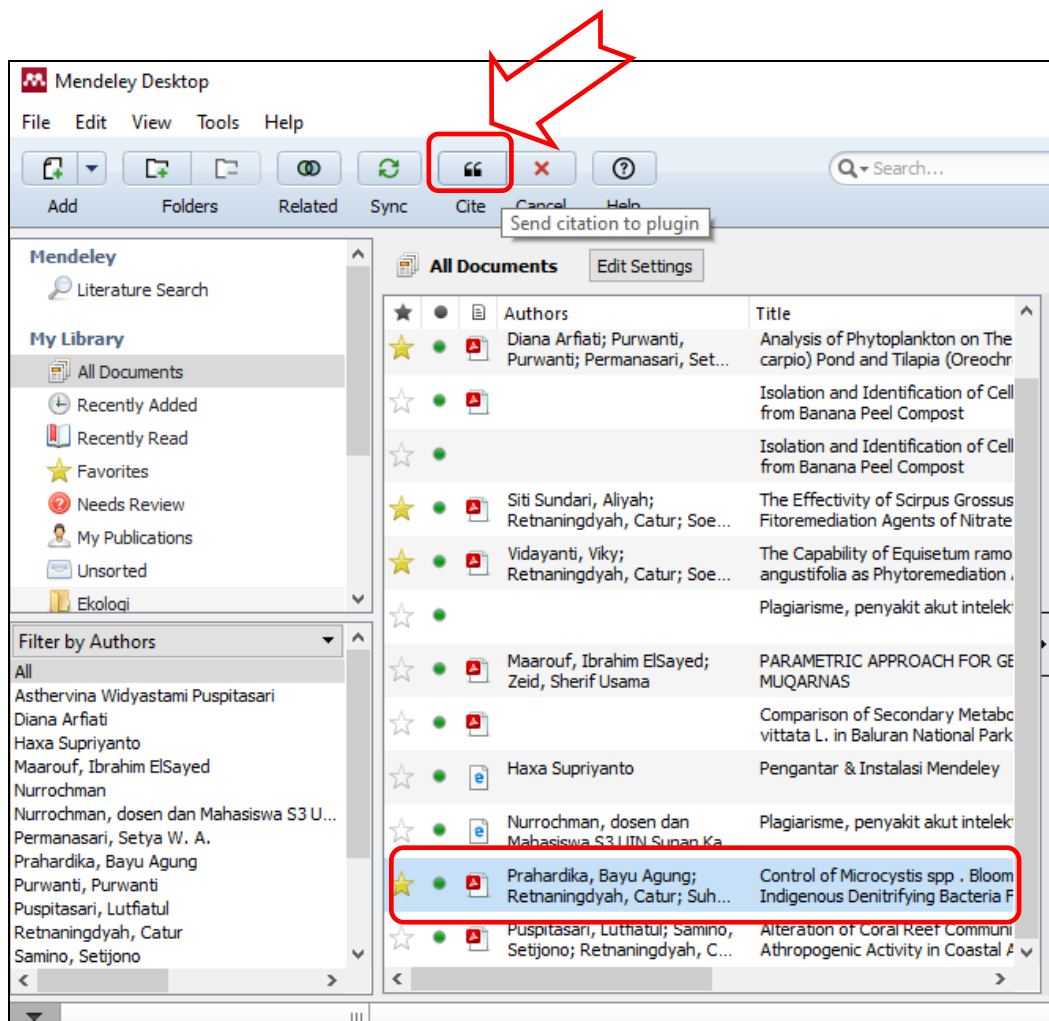 Mendeley Desktop
File Edit View Tools Help
Search...
Add Folders Related Sync Cite Cancel Help
Send citation to plugin
Mendeley
Literature Search
My Library
All Documents
Recently Added
Recently Read
Favorites
Needs Review
My Publications
Unsorted
Ekologi
Filter by Authors
All
Asthervina Widyastami Puspitasari
Diana Arfiati
Haxa Supriyanto
Maarouf, Ibrahim ElSayed
Nurrochman
Nurrochman, dosen dan Mahasiswa S3 U...
Permanasari, Setya W. A.
Prahardika, Bayu Agung
Purwanti, Purwanti
Puspitasari, Lutfiatul
Retnaningdyah, Catur
Samino, Setijono
All Documents Edit Settings
Authors Title
Diana Arfiati; Purwanti, Analysis of Phytoplankton on The
Purwanti; Permanasari, Set... carpio) Pond and Tilapia (Oreochr
Isolation and Identification of Cell
from Banana Peel Compost
Isolation and Identification of Cell
from Banana Peel Compost
Siti Sundari, Aliyah; The Effectivity of Scirpus Grossus
Retnaningdyah, Catur; Soe... Fitoremediation Agents of Nitrate
Vidayanti, Viky; The Capability of Equisetum ramo
Retnaningdyah, Catur; Soe... angustifolia as Phytoremediation
Plagiarisme, penyakit akut intelek
Maarouf, Ibrahim ElSayed; PARAMETRIC APPROACH FOR GE
Zeid, Sherif Usama MUQARNAS
Comparison of Secondary Metabo
vittata L. in Baluran National Park
Haxa Supriyanto Pengantar & Instalasi Mendeley
Nurrochman, dosen dan Plagiarisme, penyakit akut intelek
Mahasiswa S3 UIN Sunan Ka
Prahardika, Bayu Agung; Control of Microcystis spp . Bloom
Retnaningdyah, Catur; Suh... Indigenous Denitrifying Bacteria F
Puspitasari, Lutfiatul; Samino, Alteration of Coral Reef Communi
Setijono; Retnaningdyah, C... Athropogenic Activity in Coastal A